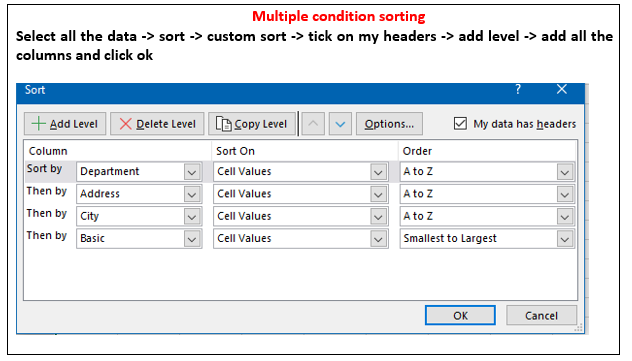 Multiple condition sorting
Select all the data -> sort -> custom sort -> tick on my headers -> add level -> add all the
columns and click ok
Sort ? X
Add Level Delete Level Copy Level Options... My data has headers
Column Sort On Order
Sort by Department Cell Values A to Z
Then by Address Cell Values A to Z
Then by City Cell Values A to Z
Then by Basic Cell Values Smallest to Largest
OK Cancel